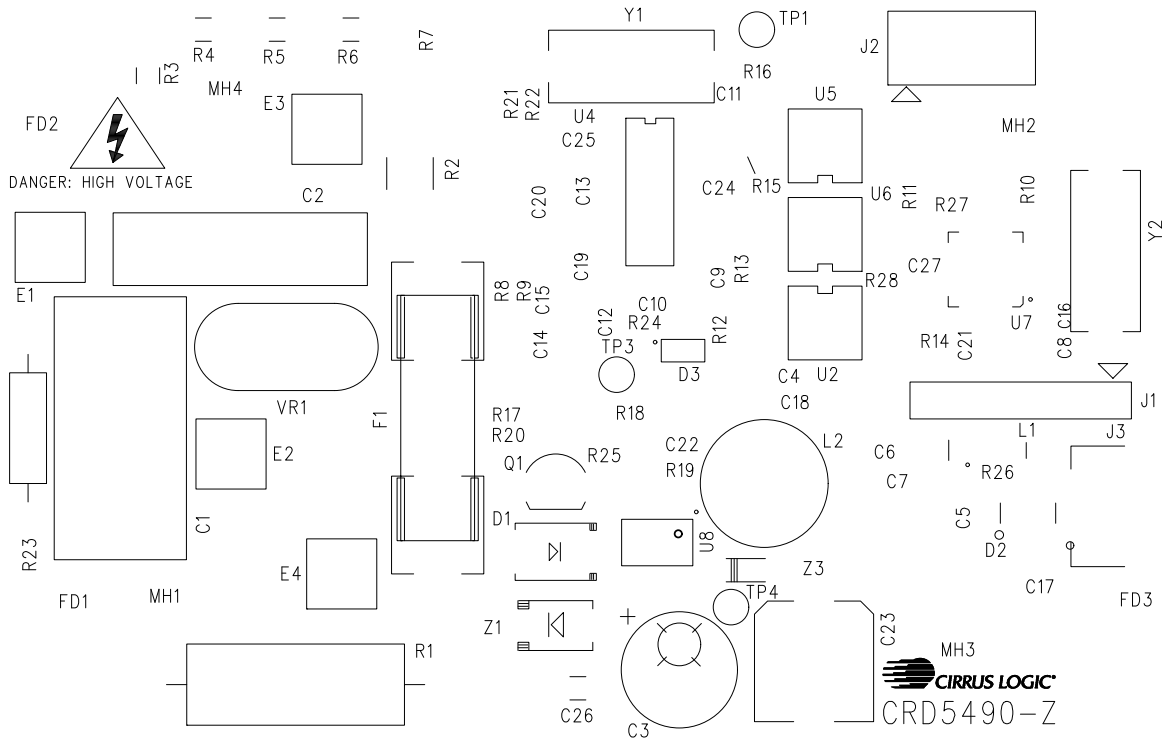 Y1
TP1
J2
R4
R5
R6
R7
R3
MH4
R16
E3
R21
R22
C11
U4
U5
FD2
C25
MH2
DANGER: HIGH VOLTAGE
R2
C2
C20
C13
C24
R15
U6
R11
R27
R10
Y2
E1
C19
C9
R13
R28
C27
R8
R9
C15
C10
C12
R24
R12
U7
C16
C14
TP3
D3
R14
C21
C8
U2
C4
C18
VR1
F1
R18
J1
R17
R20
L1
J3
E2
Q1
R25
C22
R19
L2
C6
C7
R26
C1
D1
U8
C5
R23
D2
E4
Z3
C17
FD1
MH1
TP4
FD3
Z1
+
C23
R1
MH3
CIRRUS LOGIC®
C26
C3
CRD5490-Z